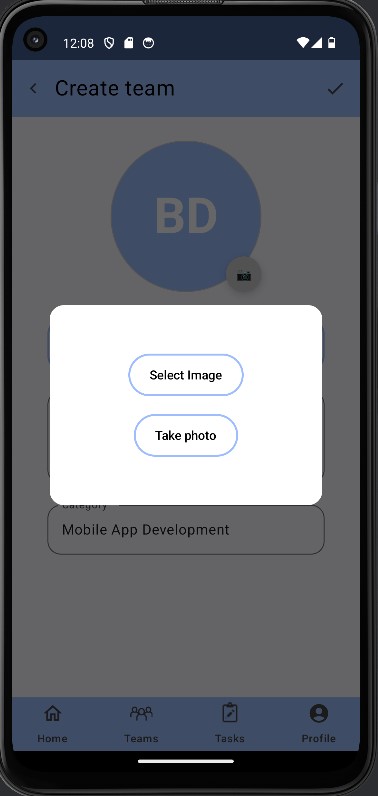 12:08
Create team
BD
Select Image
Take photo
Category
Mobile App Development
Home
Teams
Tasks
Profile